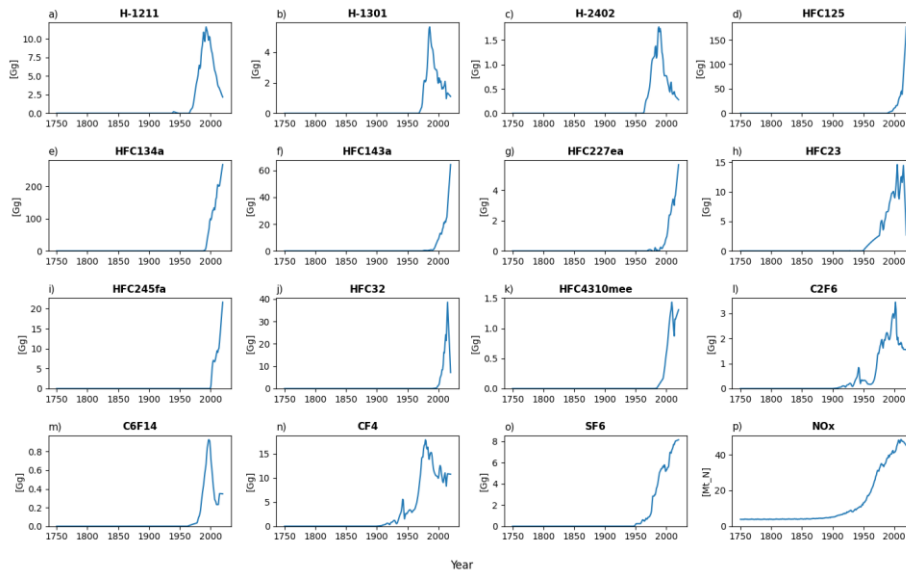 a) H-1211
b) H-1301
c) H-2402
d) HFC125
[Gg] 10.0 7.5 5.0 2.5 0.0
[Gg] 4 2 0
[Gg] 1.5 1.0 0.5 0.0
[Gg] 150 100 50 0
1750 1800 1850 1900 1950 2000
1750 1800 1850 1900 1950 2000
1750 1800 1850 1900 1950 2000
1750 1800 1850 1900 1950 2000
e) HFC134a
f) HFC143a
g) HFC227ea
h) HFC23
[Gg] 200 100 0
[Gg] 60 40 20 0
[Gg] 4 2 0
[Gg] 15 10 5 0
1750 1800 1850 1900 1950 2000
1750 1800 1850 1900 1950 2000
1750 1800 1850 1900 1950 2000
1750 1800 1850 1900 1950 2000
i) HFC245fa
j) HFC32
k) HFC4310mee
l) C2F6
[Gg] 20 15 10 5 0
[Gg] 40 30 20 10 0
[Gg] 1.5 1.0 0.5 0.0
[Gg] 3 2 1 0
1750 1800 1850 1900 1950 2000
1750 1800 1850 1900 1950 2000
1750 1800 1850 1900 1950 2000
1750 1800 1850 1900 1950 2000
m) C6F14
n) CF4
o) SF6
p) NOx
[Gg] 0.8 0.6 0.4 0.2 0.0
[Gg] 15 10 5 0
[Gg] 8 6 4 2 0
[Mt_N] 40 20 0
1750 1800 1850 1900 1950 2000
1750 1800 1850 1900 1950 2000
1750 1800 1850 1900 1950 2000
1750 1800 1850 1900 1950 2000
Year